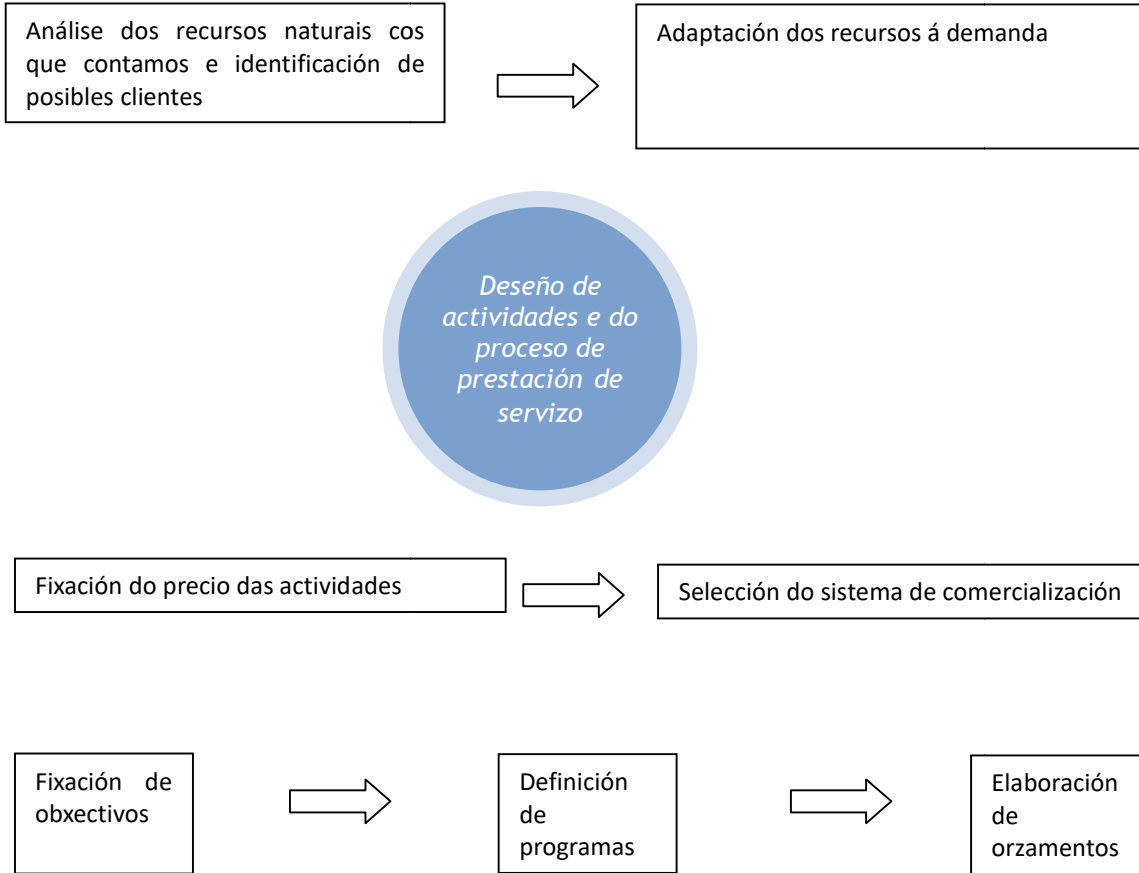 Análise dos recursos naturais cos
que contamos e identificación de
posibles clientes
Adaptación dos recursos á demanda
Deseño de
actividades e do
proceso de
prestación de
servizo
Fixación do precio das actividades
Selección do sistema de comercialización
Fixación de
obxectivos
Definición
de
programas
Elaboración
de
orzamentos